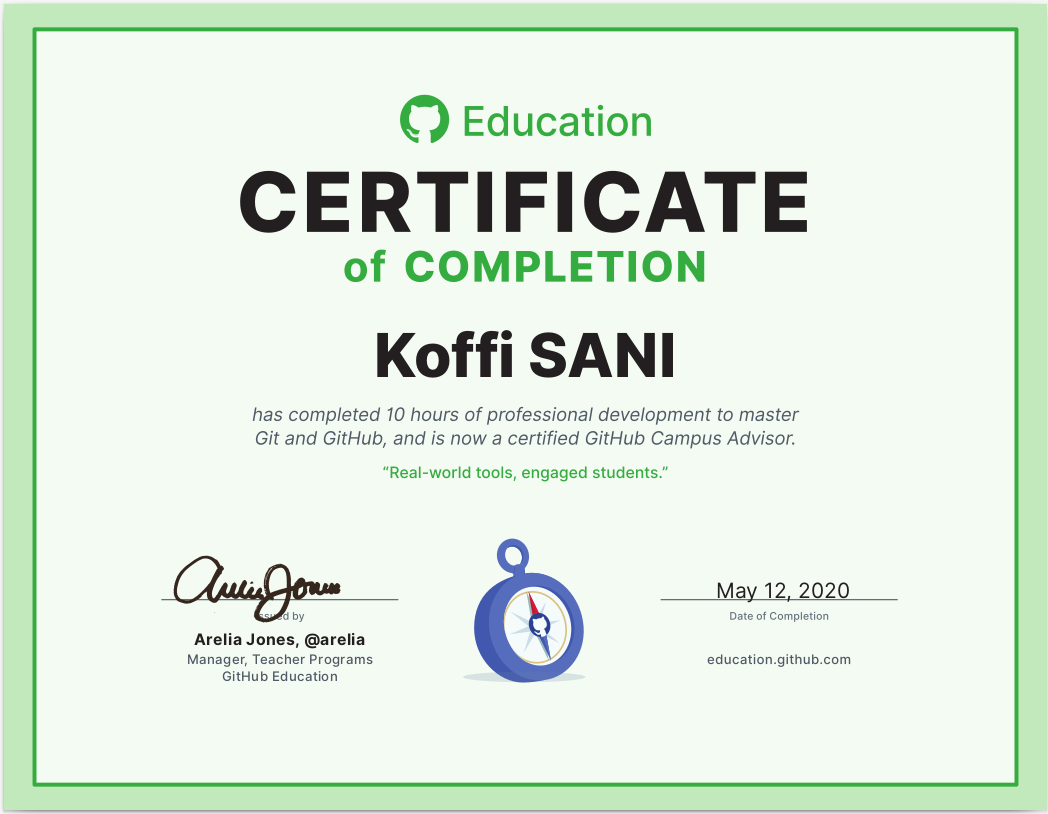 Education
CERTIFICATE
of COMPLETION
Koffi SANI
has completed 10 hours of professional development to master
Git and GitHub, and is now a certified GitHub Campus Advisor.
“Real-world tools, engaged students.”
Arelia Jones
Issued by
Arelia Jones, @arelia
Manager, Teacher Programs
GitHub Education
May 12, 2020
Date of Completion
education.github.com